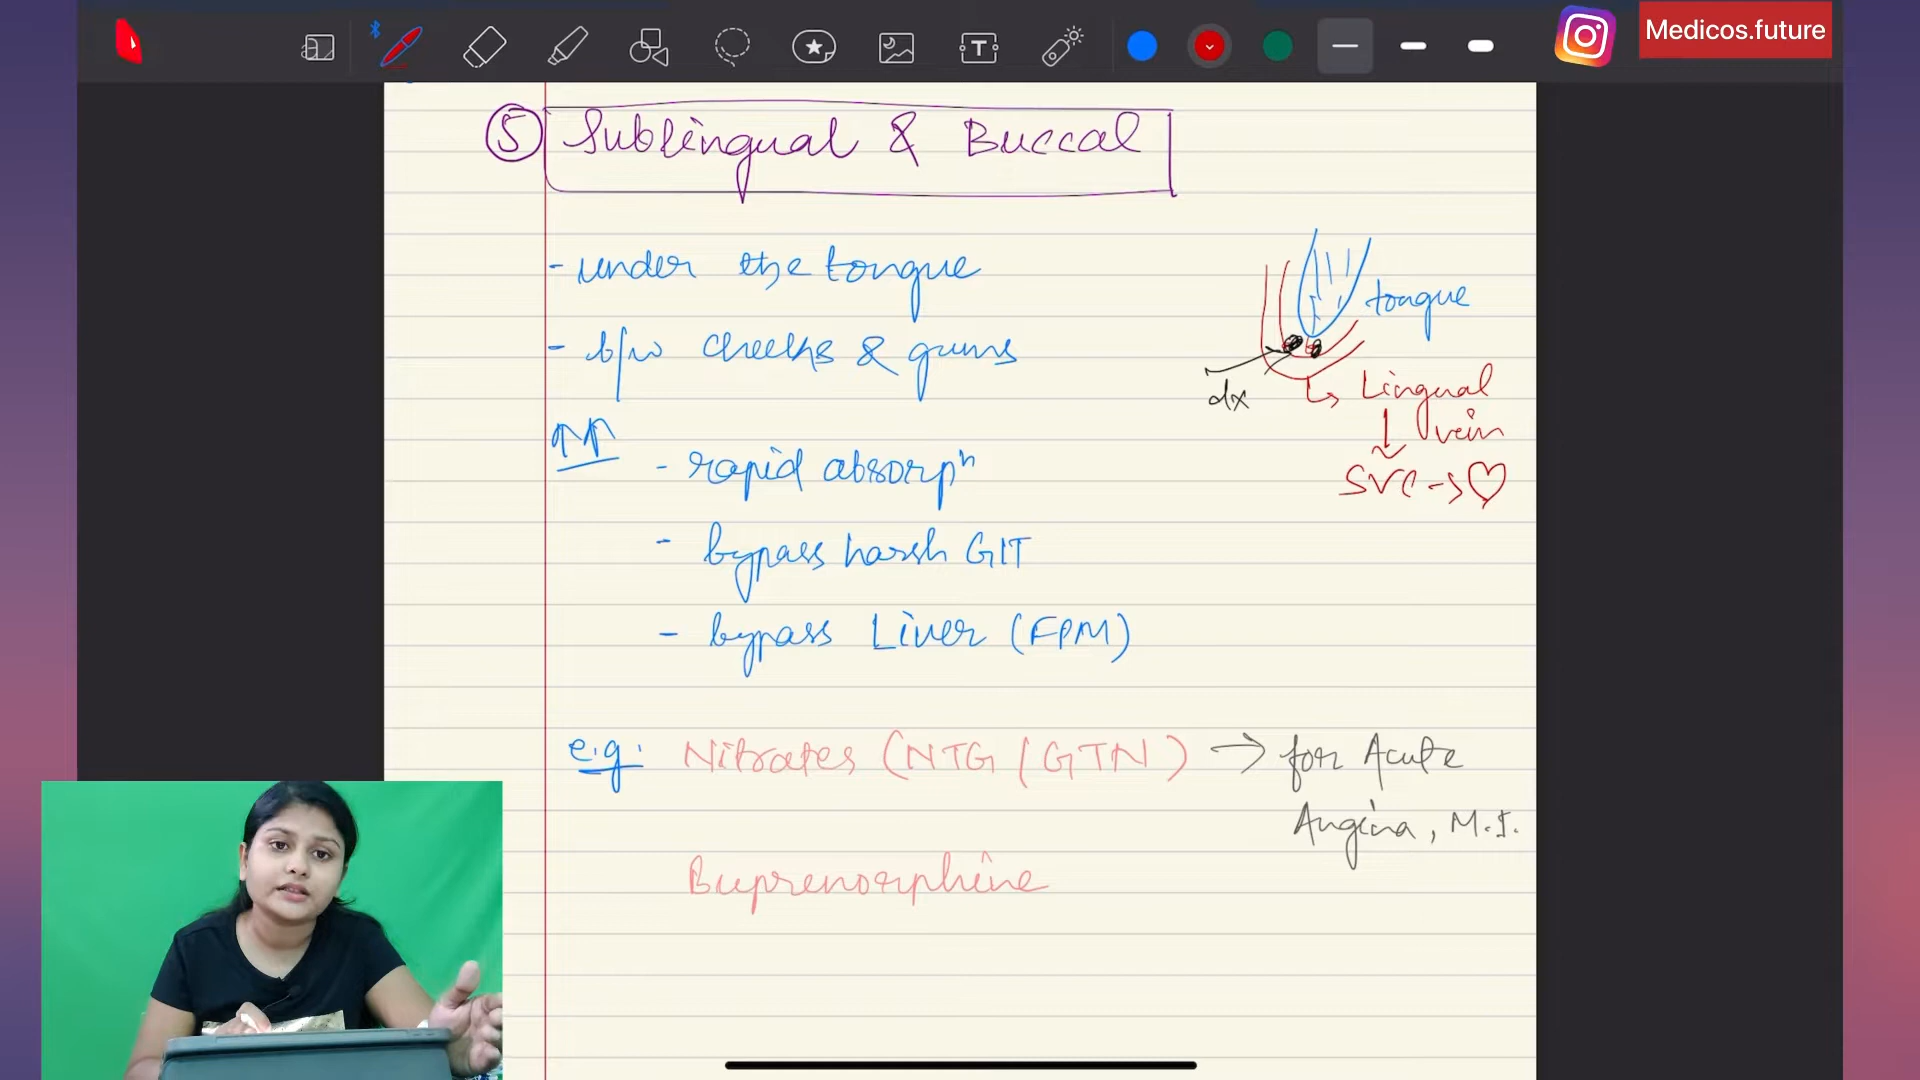 Medicos.future
5 Sublingual & Buccal
- under the tongue
- b/w cheeks & gums
tongue
dx
Lingual
vein
SVC → ♡
↑↑
- rapid absorpⁿ
- bypass harsh GIT
- bypass Liver (FPM)
e.g: Nitrates (NTG / GTN) → for Acute
Angina, M.I.
Buprenorphine